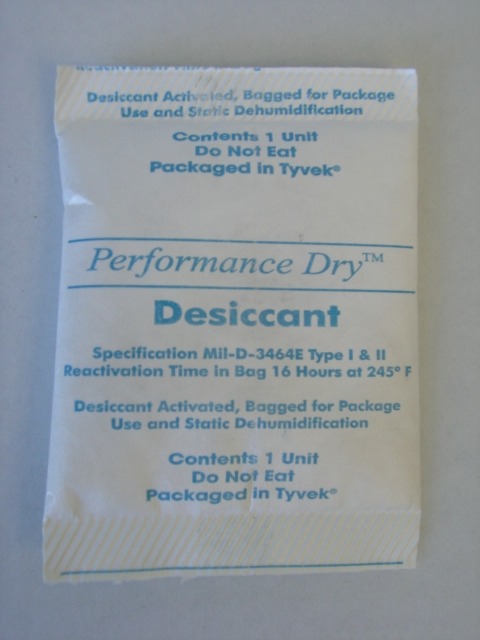 Desiccant Activated, Bagged for Package
Use and Static Dehumidification
Contents 1 Unit
Do Not Eat
Packaged in Tyvek®
Performance Dry™
Desiccant
Specification Mil-D-3464E Type I & II
Reactivation Time in Bag 16 Hours at 245° F
Desiccant Activated, Bagged for Package
Use and Static Dehumidification
Contents 1 Unit
Do Not Eat
Packaged in Tyvek®